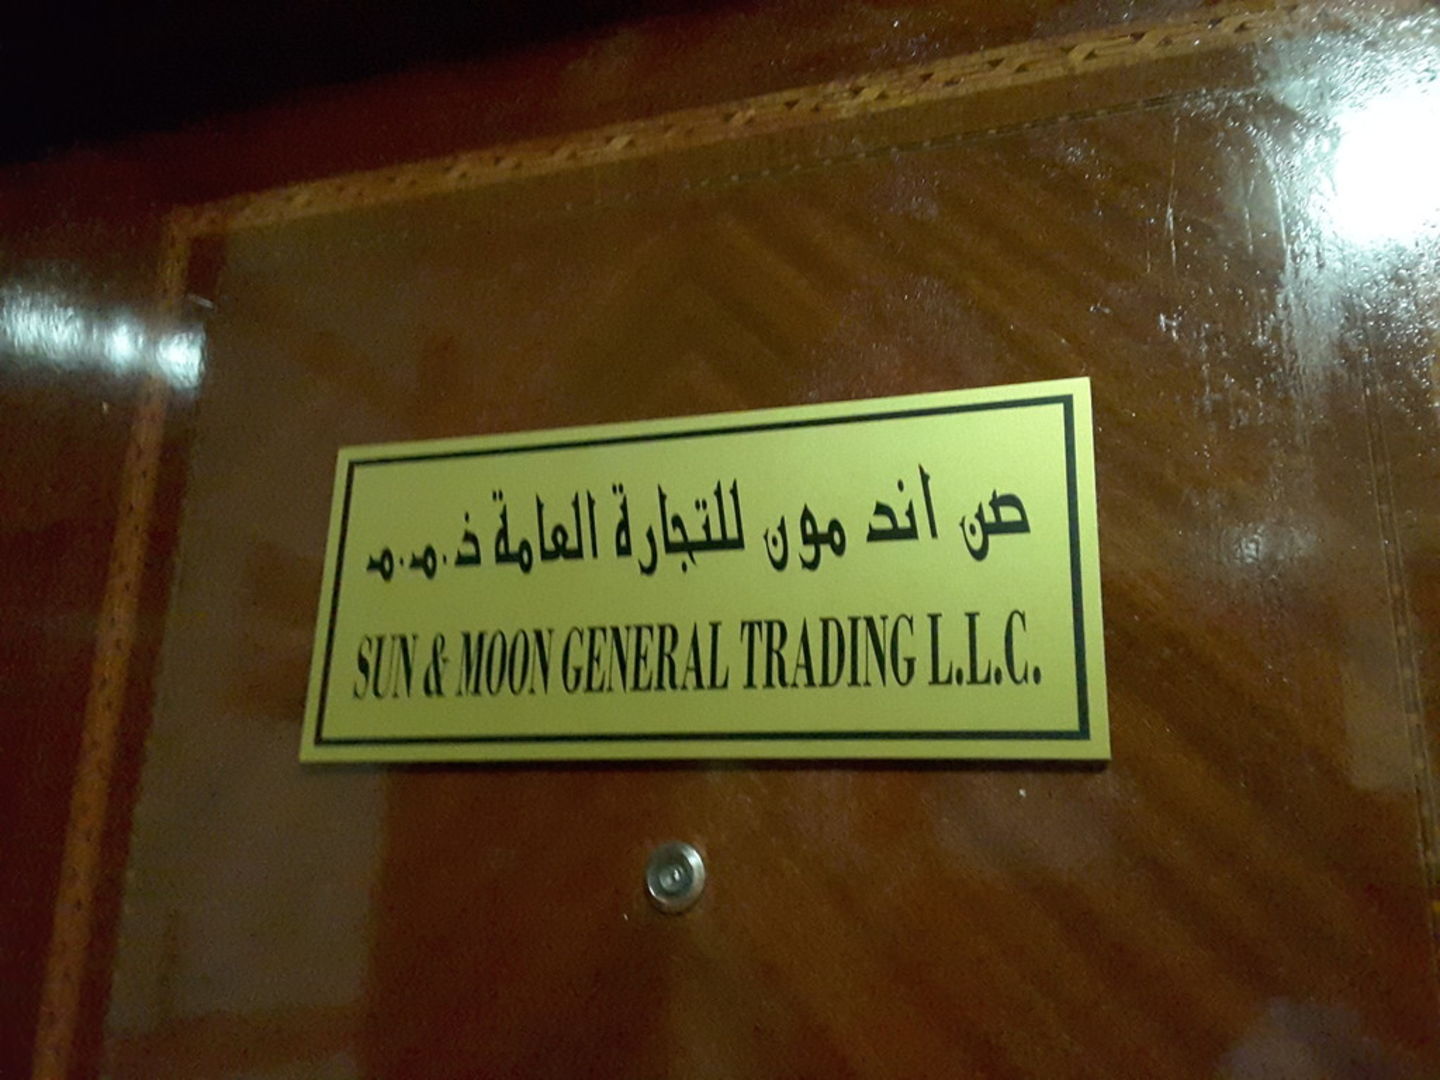 صن اند مون للتجارة العامة ذ.م.م
SUN & MOON GENERAL TRADING L.L.C.